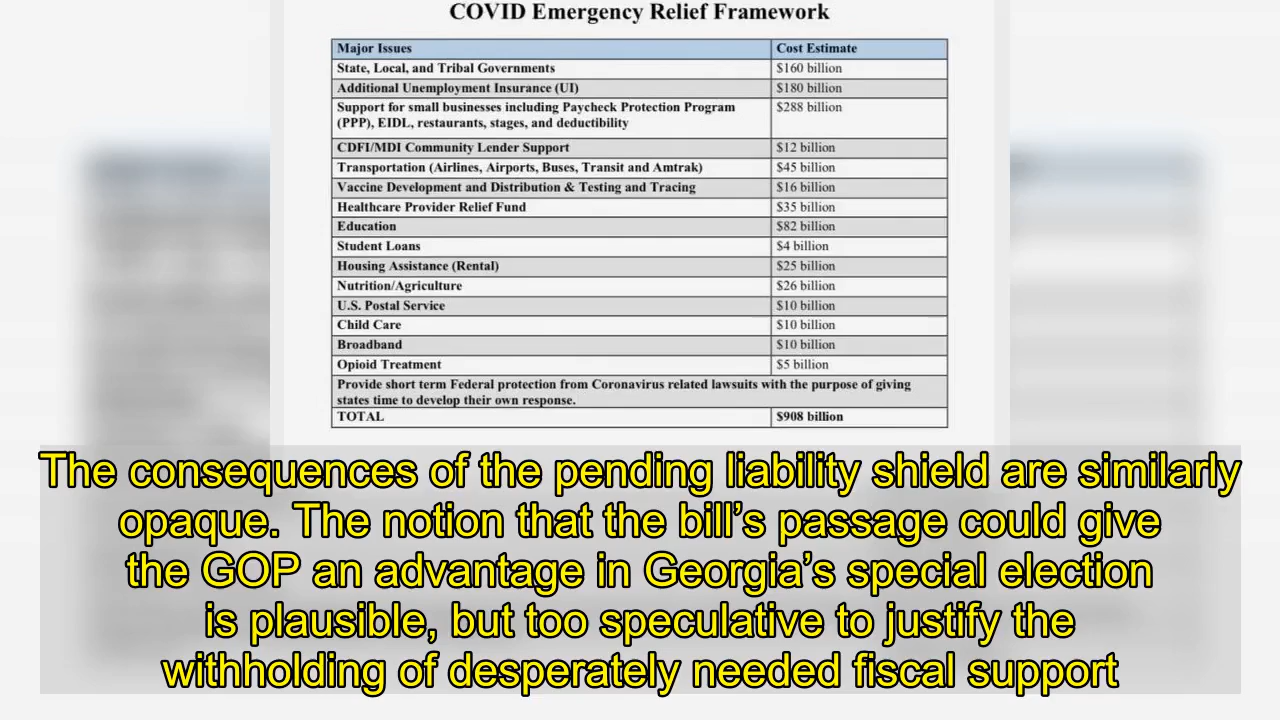 COVID Emergency Relief Framework
Major Issues Cost Estimate
State, Local, and Tribal Governments $160 billion
Additional Unemployment Insurance (UI) $180 billion
Support for small businesses including Paycheck Protection Program $288 billion
(PPP), EIDL, restaurants, stages, and deductibility
CDFI/MDI Community Lender Support $12 billion
Transportation (Airlines, Airports, Buses, Transit and Amtrak) $45 billion
Vaccine Development and Distribution & Testing and Tracing $16 billion
Healthcare Provider Relief Fund $35 billion
Education $82 billion
Student Loans $4 billion
Housing Assistance (Rental) $25 billion
Nutrition/Agriculture $26 billion
U.S. Postal Service $10 billion
Child Care $10 billion
Broadband $10 billion
Opioid Treatment $5 billion
Provide short term Federal protection from Coronavirus related lawsuits with the purpose of giving
states time to develop their own response.
TOTAL $908 billion
The consequences of the pending liability shield are similarly
opaque. The notion that the bill’s passage could give
the GOP an advantage in Georgia’s special election
is plausible, but too speculative to justify the
withholding of desperately needed fiscal support